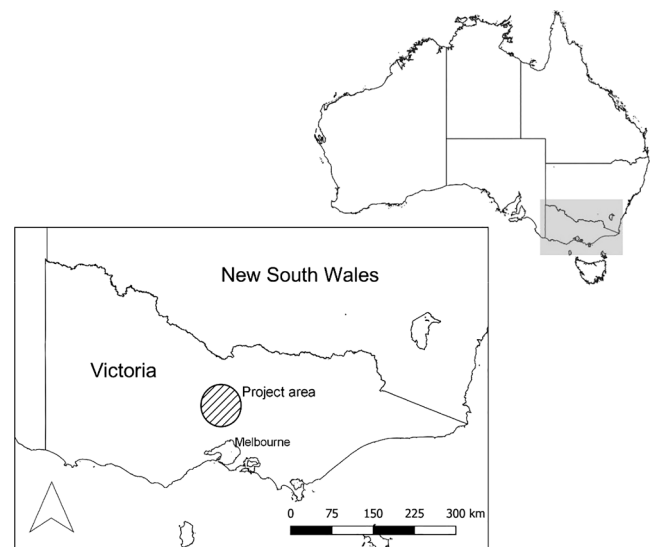 New South Wales
Victoria
Project area
Melbourne
0 75 150 225 300 km